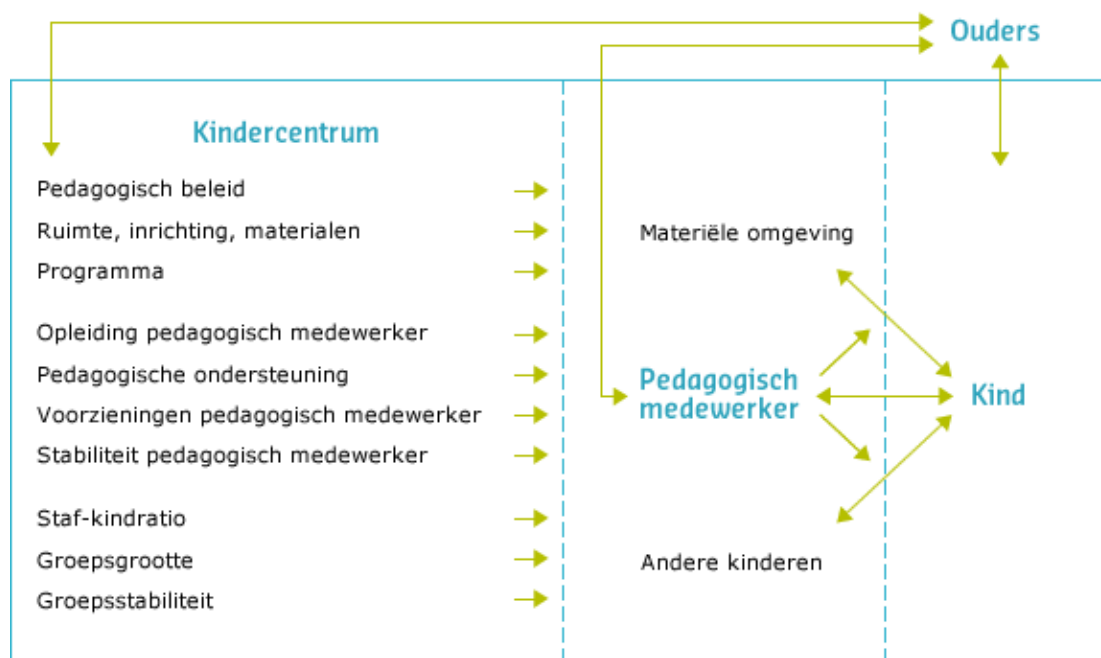 Ouders
Kindercentrum
Pedagogisch beleid
Ruimte, inrichting, materialen
Programma
Opleiding pedagogisch medewerker
Pedagogische ondersteuning
Voorzieningen pedagogisch medewerker
Stabiliteit pedagogisch medewerker
Staf-kindratio
Groepsgrootte
Groepsstabiliteit
Materiële omgeving
Pedagogisch
medewerker
Andere kinderen
Kind